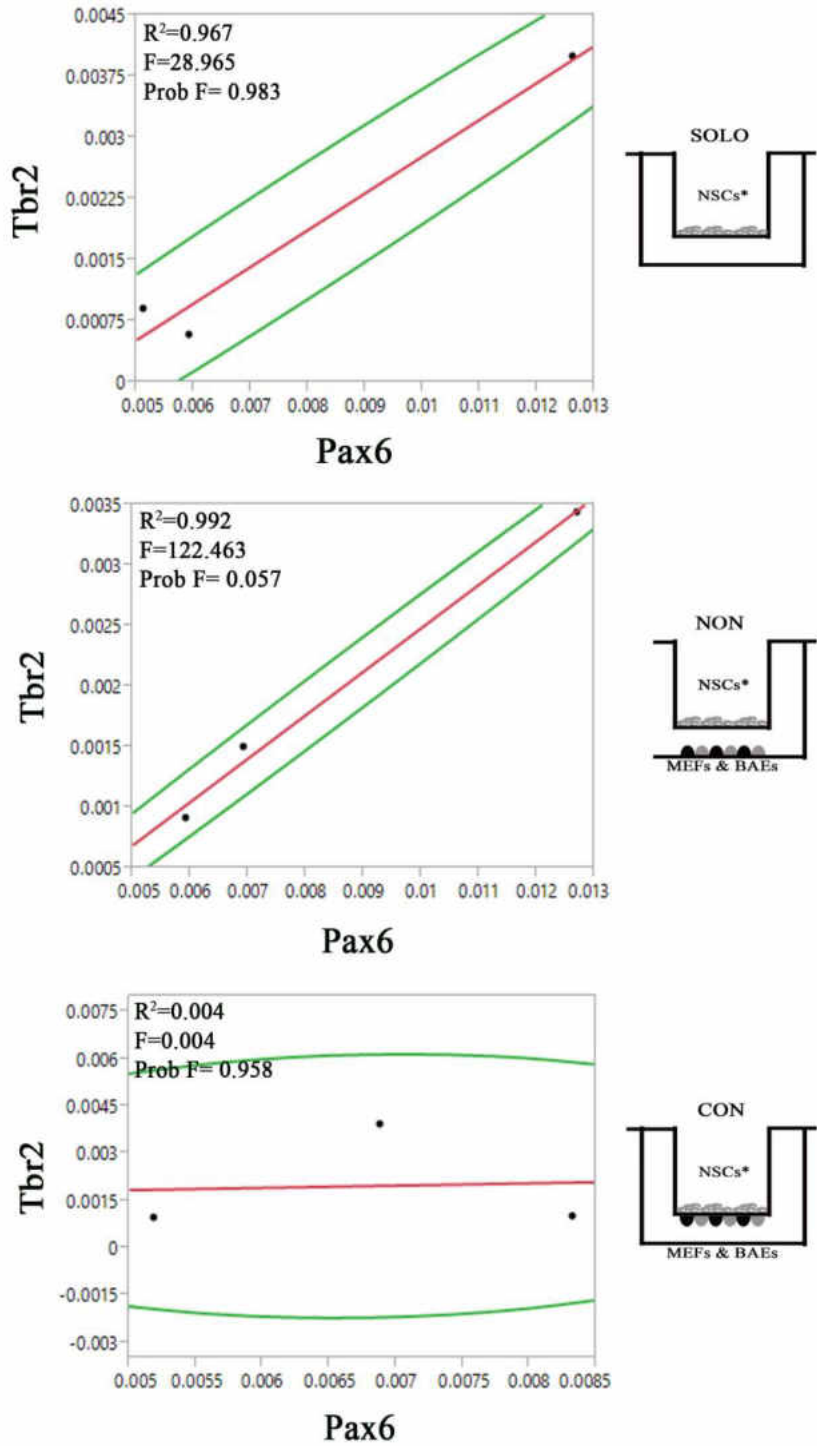 R²=0.967
F=28.965
Prob F= 0.983
0.0045
0.00375
0.003
0.00225
0.0015
0.00075
0
Tbr2
0.005 0.006 0.007 0.008 0.009 0.01 0.011 0.012 0.013
Pax6
SOLO
NSCs*
R²=0.992
F=122.463
Prob F= 0.057
0.0035
0.003
0.0025
0.002
0.0015
0.001
0.0005
Tbr2
0.005 0.006 0.007 0.008 0.009 0.01 0.011 0.012 0.013
Pax6
NON
NSCs*
MEFs & BAEs
R²=0.004
F=0.004
Prob F= 0.958
0.0075
0.006
0.0045
0.003
0.0015
0
-0.0015
-0.003
Tbr2
0.005 0.0055 0.006 0.0065 0.007 0.0075 0.008 0.0085
Pax6
CON
NSCs*
MEFs & BAEs